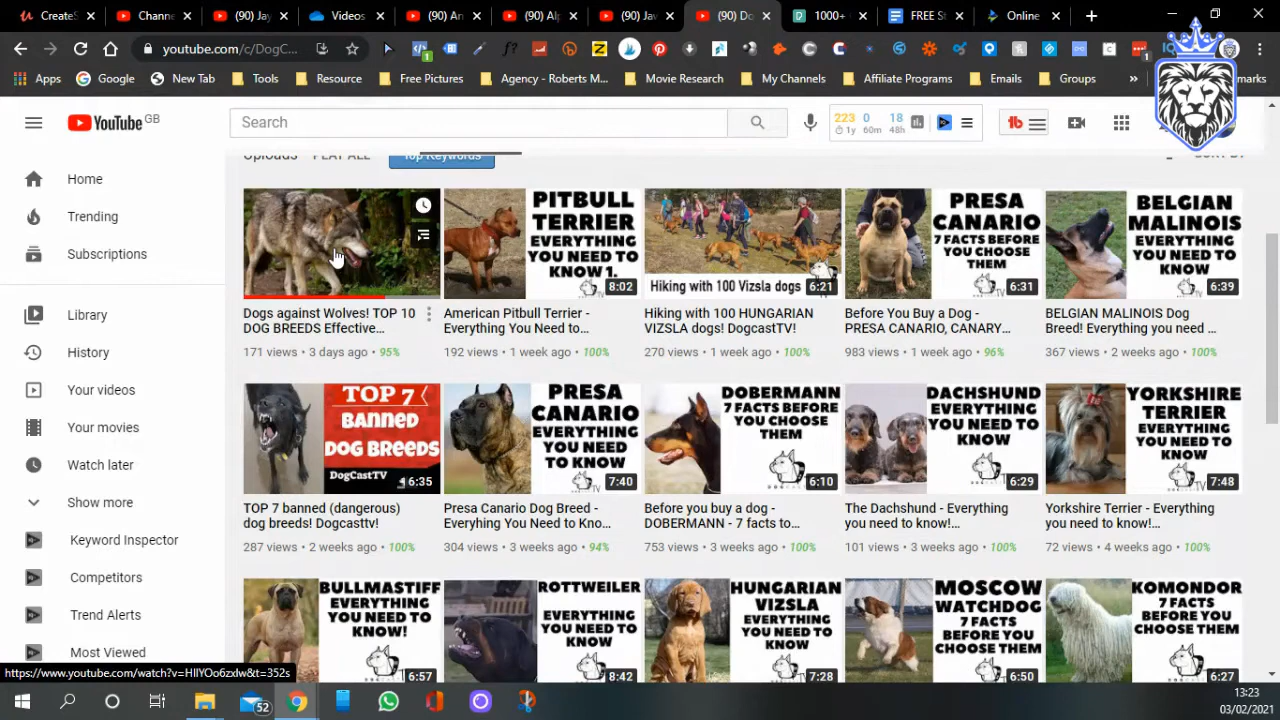 CreateS
Chann
(90) Jay
Videos
(90) An
(90) Alp
(90) Jav
(90) Do
1000+
FREE St
Online
youtube.com/c/DogC...
1
Apps
Google
New Tab
Tools
Resource
Free Pictures
Agency - Roberts M...
Movie Research
My Channels
Affiliate Programs
Emails
Groups
»
YouTube GB
Search
223 0 18
1y 60m 48h
Home
Trending
Subscriptions
Library
History
Your videos
Your movies
Watch later
Show more
Keyword Inspector
Competitors
Trend Alerts
Most Viewed
Uploads PLAY ALL Top Keywords SORT BY
PITBULL
TERRIER
EVERYTHING
YOU NEED TO
KNOW 1.
8:02
Hiking with 100 Vizsla dogs
6:21
PRESA
CANARIO
7 FACTS BEFORE
YOU CHOOSE
THEM
6:31
BELGIAN
MALINOIS
EVERYTHING
YOU NEED TO
KNOW
6:39
Dogs against Wolves! TOP 10
DOG BREEDS Effective...
171 views • 3 days ago • 95%
American Pitbull Terrier -
Everything You Need to...
192 views • 1 week ago • 100%
Hiking with 100 HUNGARIAN
VIZSLA dogs! DogcastTV!
270 views • 1 week ago • 100%
Before You Buy a Dog -
PRESA CANARIO, CANARY...
983 views • 1 week ago • 96%
BELGIAN MALINOIS Dog
Breed! Everything you need ...
367 views • 2 weeks ago • 100%
TOP 7
Banned
DOG BREEDS
DogCastTV
6:35
PRESA
CANARIO
EVERYTHING
YOU NEED
TO KNOW
7:40
DOBERMANN
7 FACTS BEFORE
YOU CHOOSE
THEM
6:10
DACHSHUND
EVERYTHING
YOU NEED TO
KNOW
6:29
YORKSHIRE
TERRIER
EVERYTHING
YOU NEED TO
KNOW
7:48
TOP 7 banned (dangerous)
dog breeds! Dogcasttv!
287 views • 2 weeks ago • 100%
Presa Canario Dog Breed -
Everyhing You Need to Kno...
304 views • 3 weeks ago • 94%
Before you buy a dog -
DOBERMANN - 7 facts to...
753 views • 3 weeks ago • 100%
The Dachshund - Everything
you need to know!...
101 views • 3 weeks ago • 100%
Yorkshire Terrier - Everything
you need to know!...
72 views • 4 weeks ago • 100%
BULLMASTIFF
EVERYTHING
YOU NEED TO
KNOW!
6:57
ROTTWEILER
EVERYTHING
YOU NEED TO
KNOW
8:42
HUNGARIAN
VIZSLA
EVERYTHING
YOU NEED TO
KNOW
7:28
MOSCOW
WATCHDOG
7 FACTS
BEFORE YOU
CHOOSE THEM
6:50
KOMONDOR
7 FACTS BEFORE YOU
CHOOSE THEM
6:27
https://www.youtube.com/watch?v=HlIYOo6zxlw&t=352s
52
13:23
03/02/2021